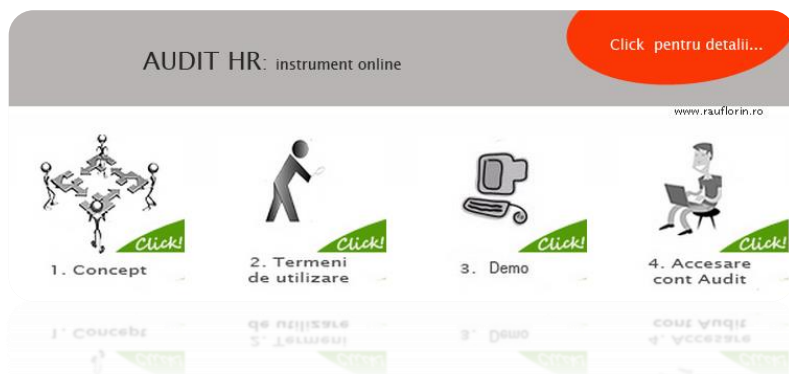 AUDIT HR: instrument online
Click pentru detalii...
www.rauflorin.ro
Click!
Click!
Click!
Click!
1. Concept
2. Termeni
de utilizare
3. Demo
4. Accesare
cont Audit